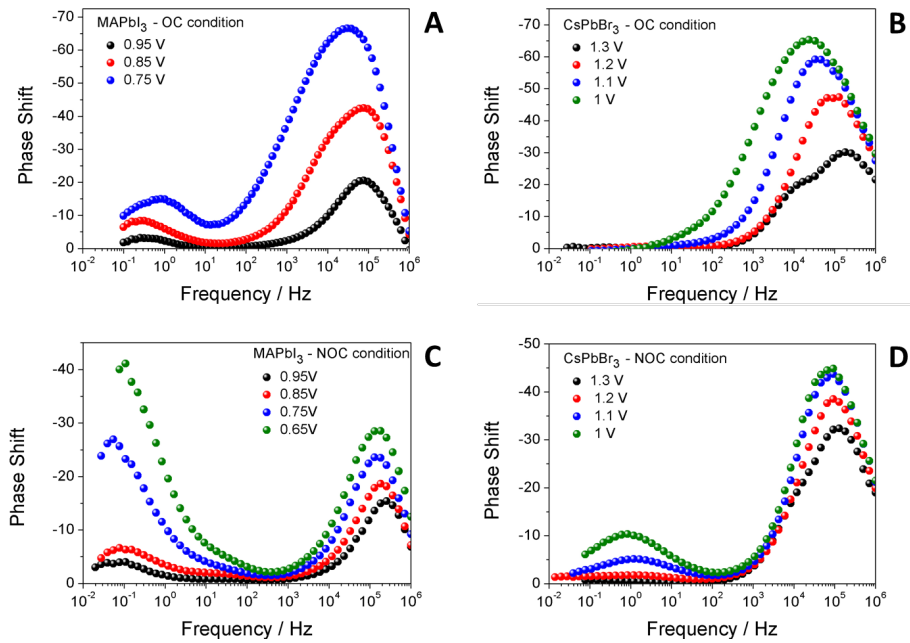 MAPbI₃ - OC condition
0.95 V
0.85 V
0.75 V
A
Phase Shift
-70
-60
-50
-40
-30
-20
-10
0
10⁻² 10⁻¹ 10⁰ 10¹ 10² 10³ 10⁴ 10⁵ 10⁶
Frequency / Hz
CsPbBr₃ - OC condition
1.3 V
1.2 V
1.1 V
1 V
B
Phase Shift
-70
-60
-50
-40
-30
-20
-10
0
10⁻² 10⁻¹ 10⁰ 10¹ 10² 10³ 10⁴ 10⁵ 10⁶
Frequency / Hz
MAPbI₃ - NOC condition
0.95V
0.85V
0.75V
0.65V
C
Phase Shift
-40
-30
-20
-10
0
10⁻² 10⁻¹ 10⁰ 10¹ 10² 10³ 10⁴ 10⁵ 10⁶
Frequency / Hz
CsPbBr₃ - NOC condition
1.3 V
1.2 V
1.1 V
1 V
D
Phase Shift
-50
-40
-30
-20
-10
0
10⁻² 10⁻¹ 10⁰ 10¹ 10² 10³ 10⁴ 10⁵ 10⁶
Frequency / Hz